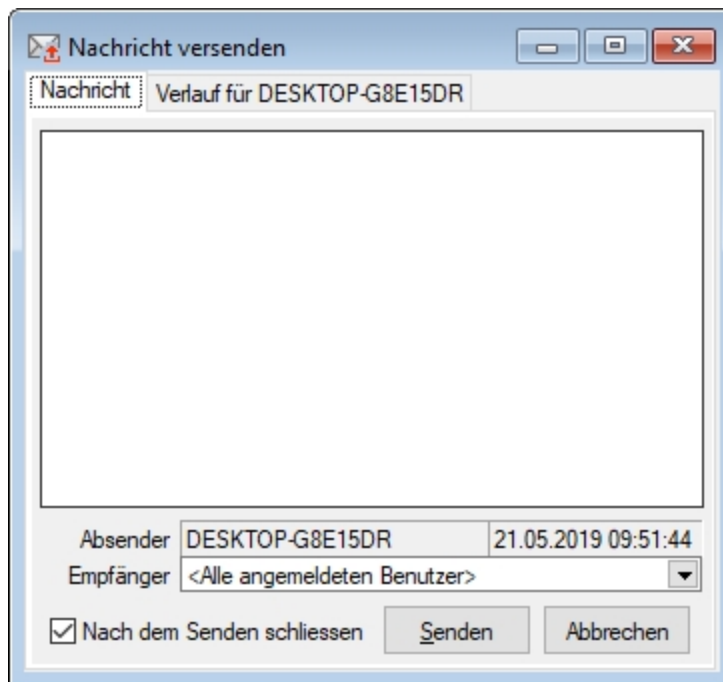 Nachricht versenden
Nachricht Verlauf für DESKTOP-G8E15DR
Absender DESKTOP-G8E15DR 21.05.2019 09:51:44
Empfänger <Alle angemeldeten Benutzer>
Nach dem Senden schliessen Senden Abbrechen